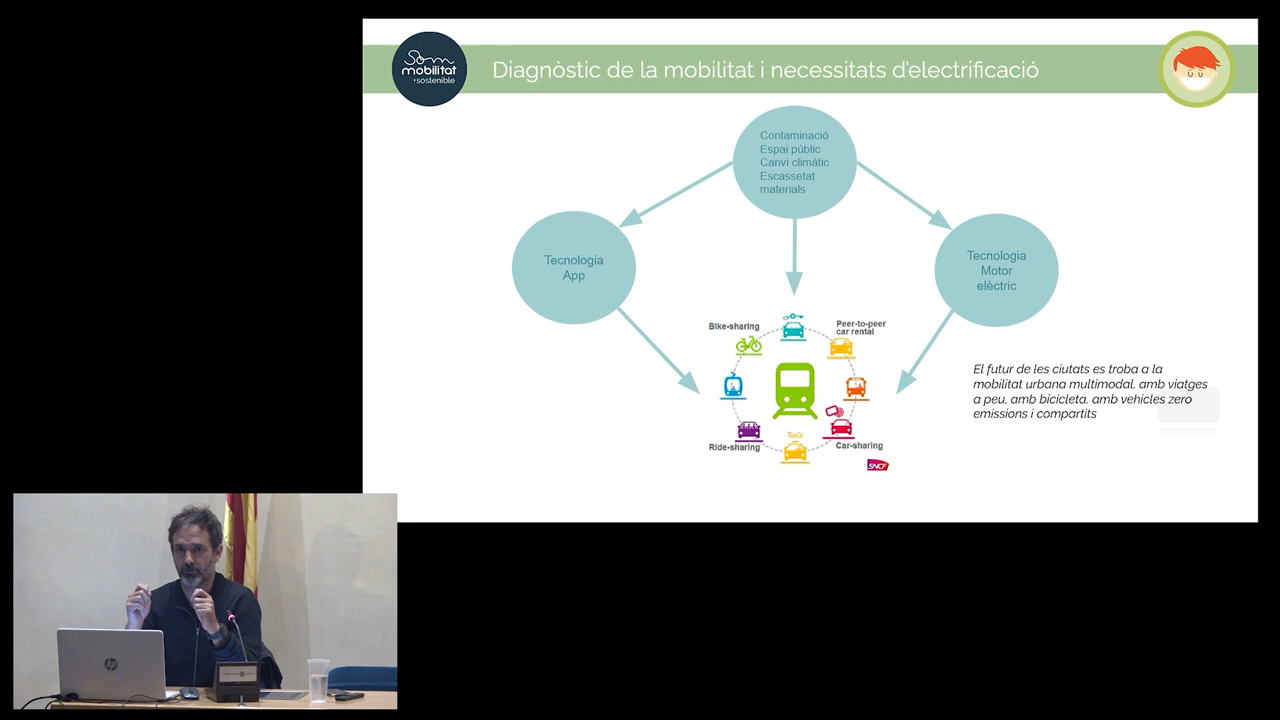 Som
mobilitat
+sostenible
Diagnòstic de la mobilitat i necessitats d'electrificació
Contaminació
Espai públic
Canvi climàtic
Escassetat
materials
Tecnologia
App
Tecnologia
Motor
elèctric
Bike-sharing
Peer-to-peer
car rental
Taxis
Ride-sharing
Car-sharing
SNCF
El futur de les ciutats es troba a la
mobilitat urbana multimodal, amb viatges
a peu, amb bicicleta, amb vehicles zero
emissions i compartits
hp